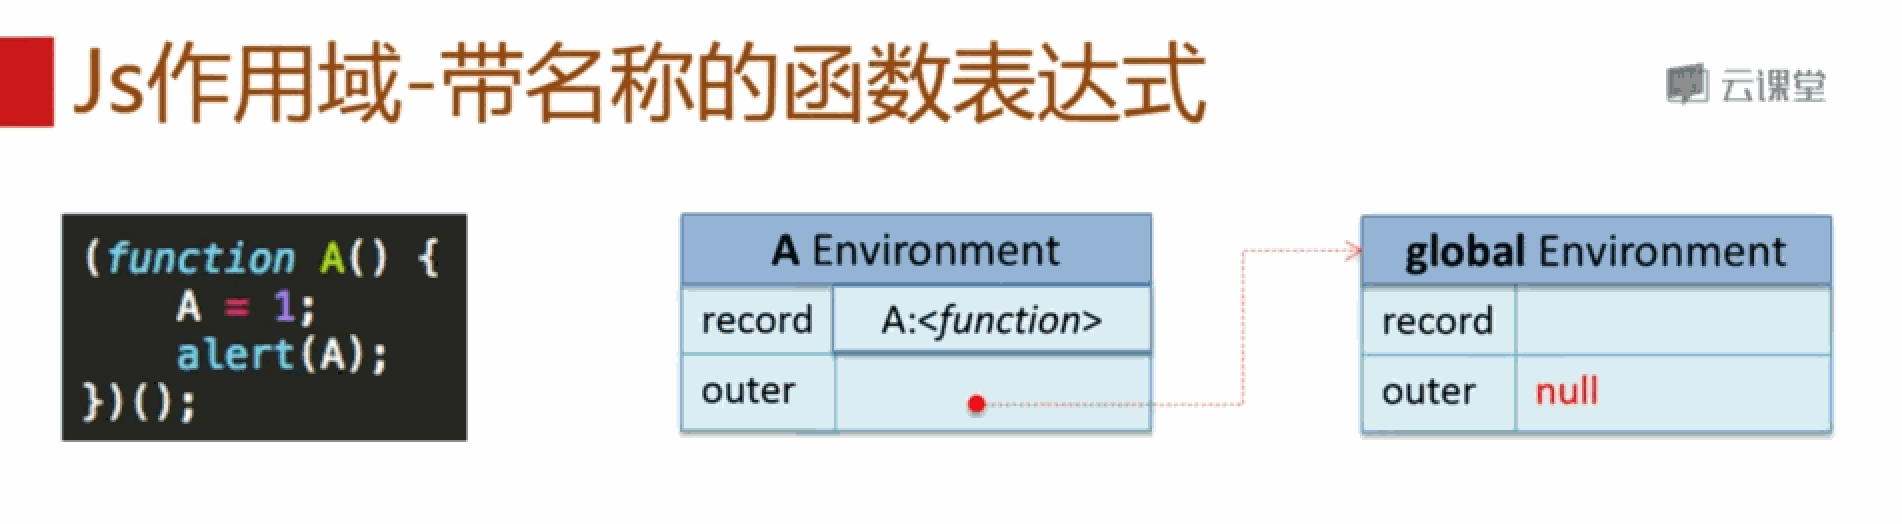 Js作用域-带名称的函数表达式
云课堂
(function A() {
    A = 1;
    alert(A);
})();
A Environment
record A:<function>
outer
global Environment
record
outer null